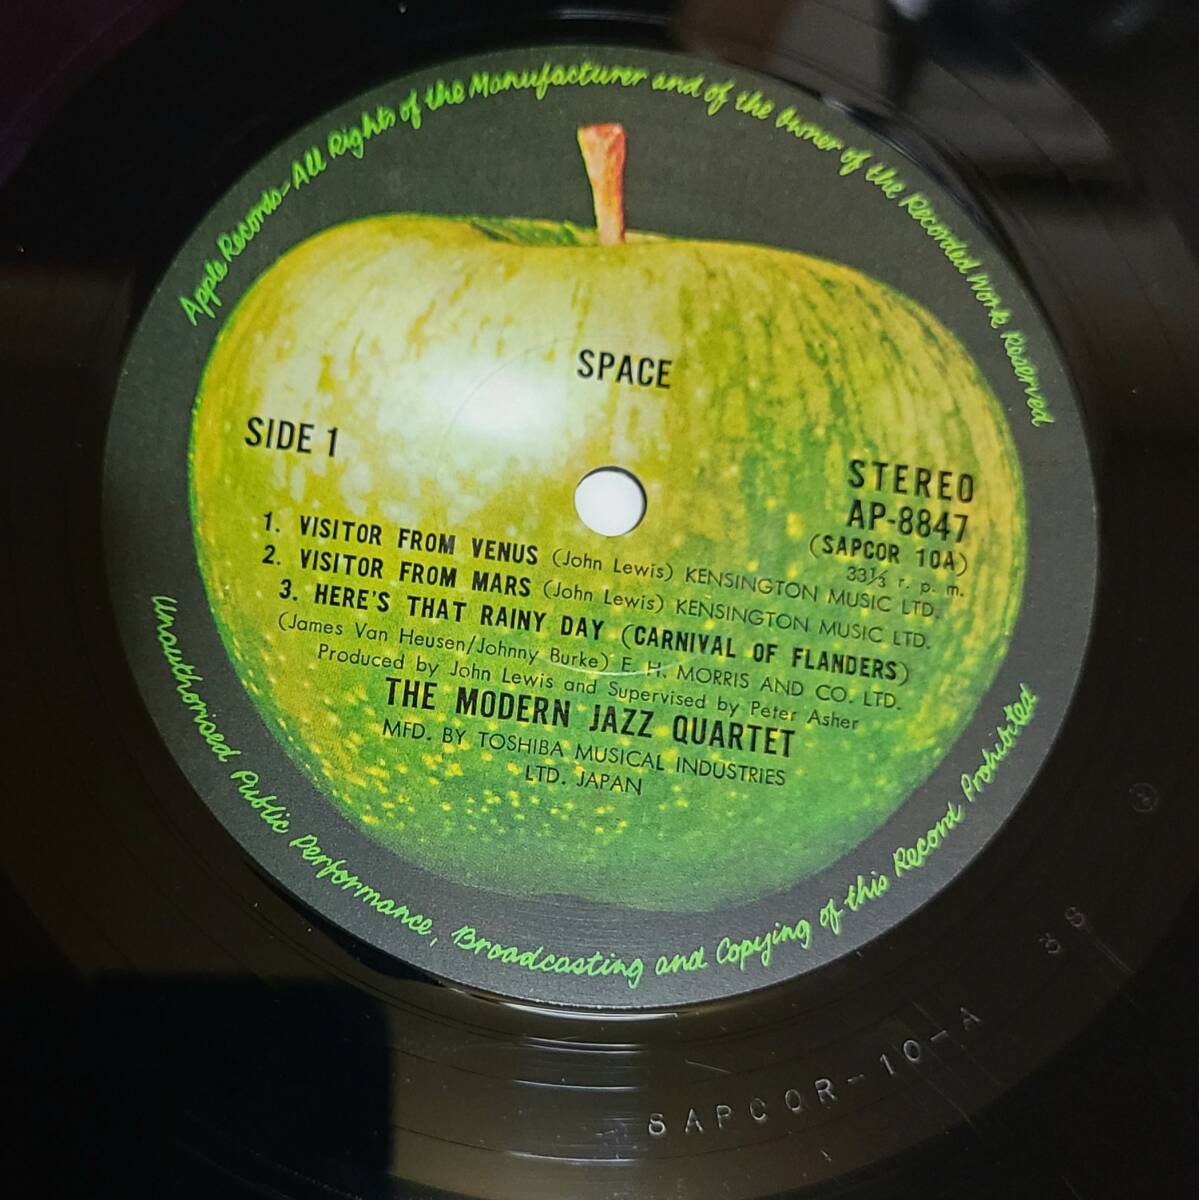 Apple Records-All Rights of the Manufacturer and of the Owner of the Recorded Work Reserved
SPACE
SIDE 1
STEREO
AP-8847
(SAPCOR 10A)
33⅓ r. p. m.
1. VISITOR FROM VENUS (John Lewis) KENSINGTON MUSIC LTD.
2. VISITOR FROM MARS (John Lewis) KENSINGTON MUSIC LTD.
3. HERE'S THAT RAINY DAY (CARNIVAL OF FLANDERS)
(James Van Heusen/Johnny Burke) E. H. MORRIS AND CO. LTD.
Produced by John Lewis and Supervised by Peter Asher
THE MODERN JAZZ QUARTET
MFD. BY TOSHIBA MUSICAL INDUSTRIES
LTD. JAPAN
Unauthorised Public Performance, Broadcasting and Copying of this Record Prohibited
SAPCOR-10-A